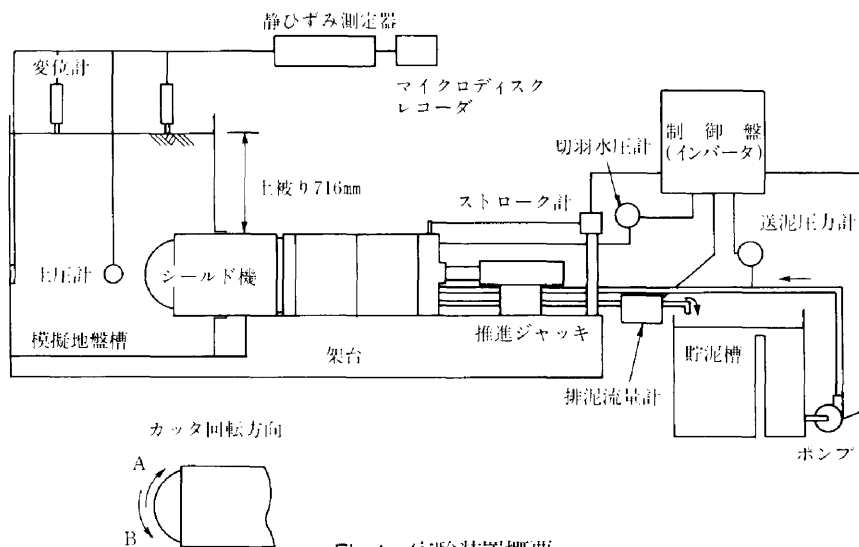 静ひずみ測定器
変位計
マイクロディスク
レコーダ
制御盤
(インバータ)
切羽水圧計
土被り716mm
ストローク計
送泥圧力計
土圧計
シールド機
模擬地盤槽
架台
推進ジャッキ
貯泥槽
排泥流量計
ポンプ
カッタ回転方向
A
B